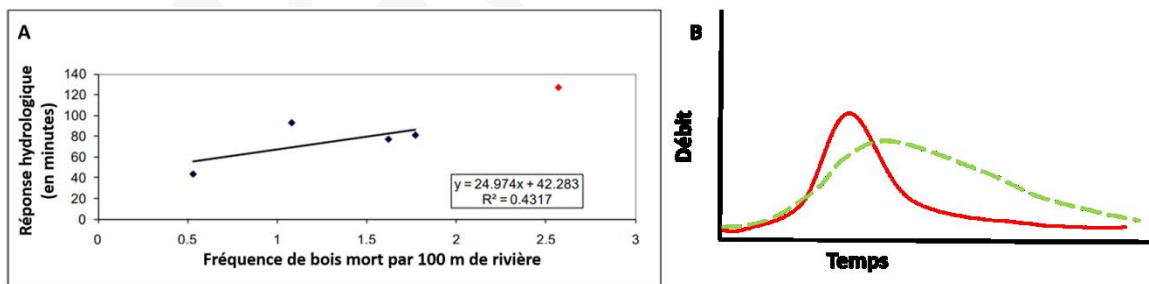 A
Réponse hydrologique
(en minutes)
140
120
100
80
60
40
20
0
0
0.5
1
1.5
2
2.5
3
y = 24.974x + 42.283
R² = 0.4317
Fréquence de bois mort par 100 m de rivière
B
Débit
Temps